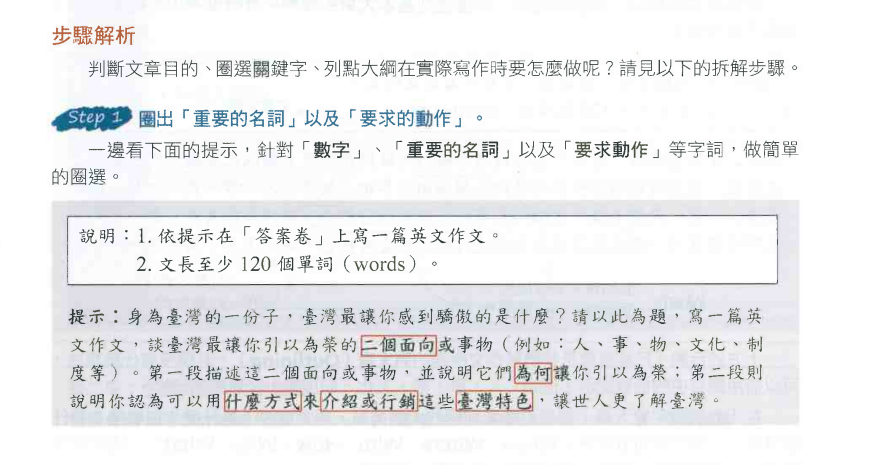 步驟解析
判斷文章目的、圈選關鍵字、列點大綱在實際寫作時要怎麼做呢？請見以下的拆解步驟。
Step 1 圈出「重要的名詞」以及「要求的動作」。
一邊看下面的提示，針對「數字」、「重要的名詞」以及「要求動作」等字詞，做簡單
的圈選。
說明：1. 依提示在「答案卷」上寫一篇英文作文。
2. 文長至少 120 個單詞（words）。
提示：身為臺灣的一份子，臺灣最讓你感到驕傲的是什麼？請以此為題，寫一篇英
文作文，談臺灣最讓你引以為榮的二個面向或事物（例如：人、事、物、文化、制
度等）。第一段描述這二個面向或事物，並說明它們為何讓你引以為榮；第二段則
說明你認為可以用什麼方式來介紹或行銷這些臺灣特色，讓世人更了解臺灣。